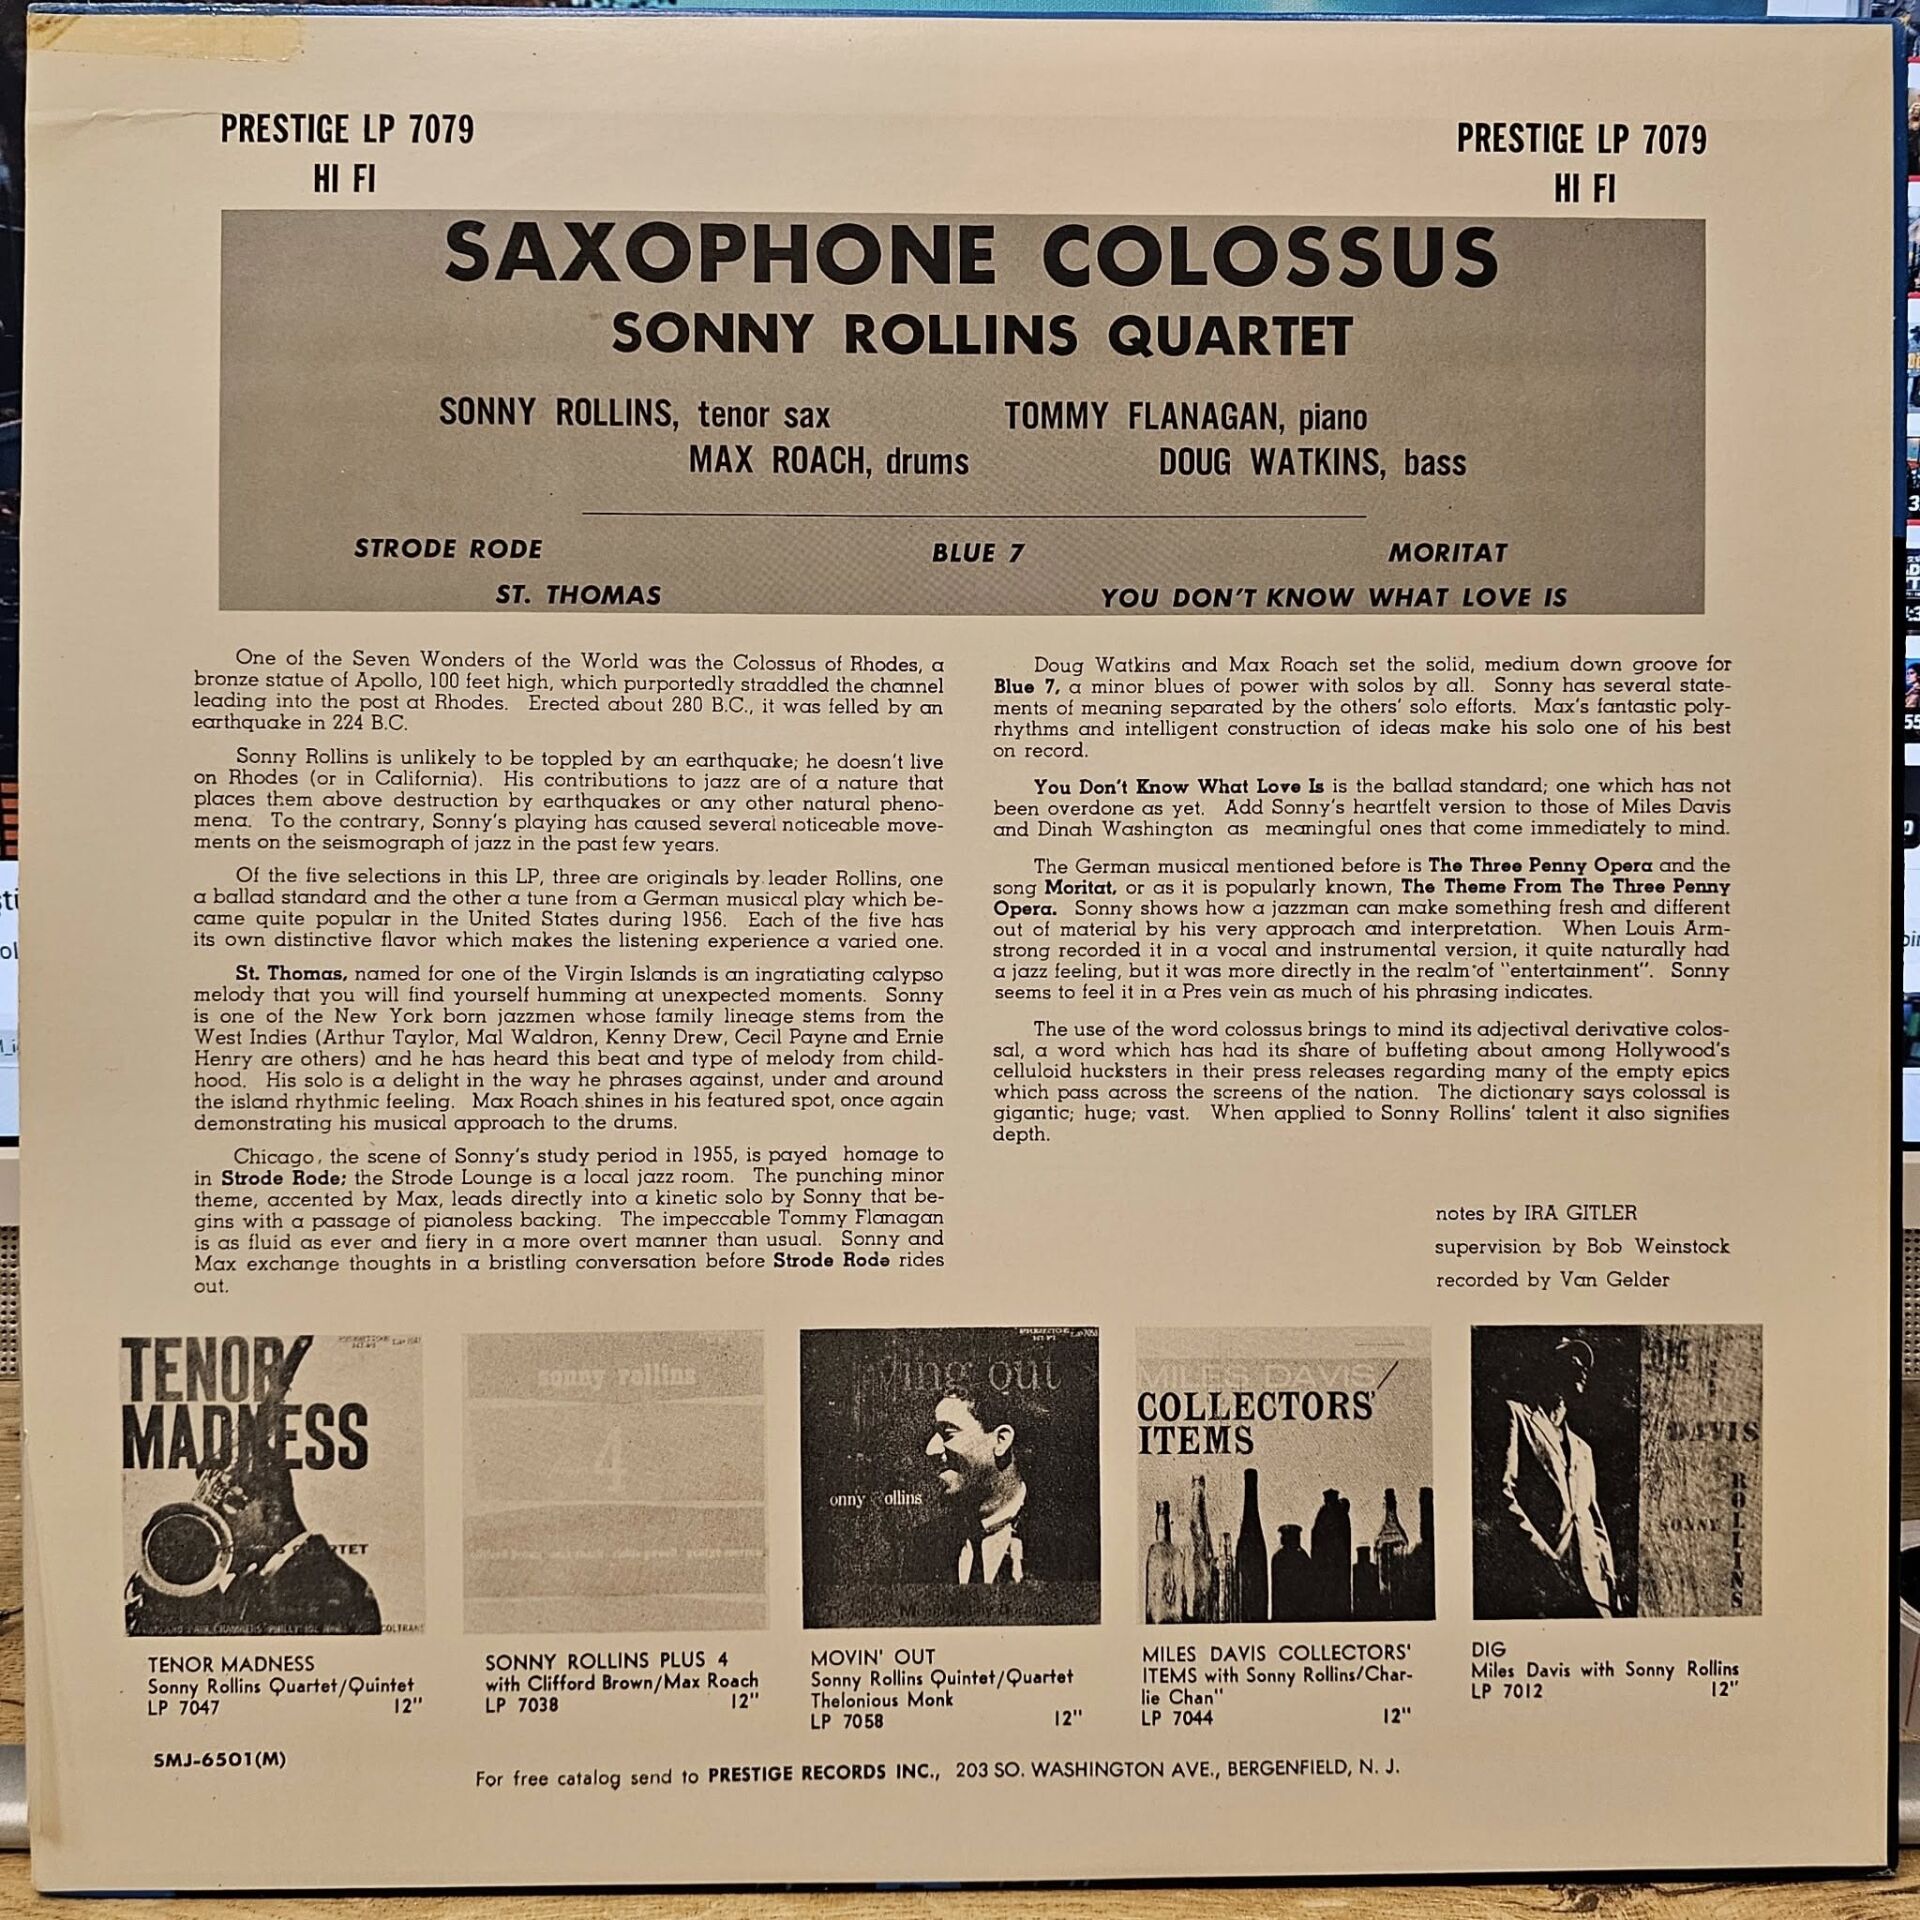 PRESTIGE LP 7079
HI FI
PRESTIGE LP 7079
HI FI
SAXOPHONE COLOSSUS
SONNY ROLLINS QUARTET
SONNY ROLLINS, tenor sax TOMMY FLANAGAN, piano
MAX ROACH, drums DOUG WATKINS, bass
STRODE RODE BLUE 7 MORITAT
ST. THOMAS YOU DON'T KNOW WHAT LOVE IS
One of the Seven Wonders of the World was the Colossus of Rhodes, a
bronze statue of Apollo, 100 feet high, which purportedly straddled the channel
leading into the post at Rhodes. Erected about 280 B.C., it was felled by an
earthquake in 224 B.C.
Sonny Rollins is unlikely to be toppled by an earthquake; he doesn't live
on Rhodes (or in California). His contributions to jazz are of a nature that
places them above destruction by earthquakes or any other natural pheno-
mena. To the contrary, Sonny's playing has caused several noticeable move-
ments on the seismograph of jazz in the past few years.
Of the five selections in this LP, three are originals by leader Rollins, one
a ballad standard and the other a tune from a German musical play which be-
came quite popular in the United States during 1956. Each of the five has
its own distinctive flavor which makes the listening experience a varied one.
St. Thomas, named for one of the Virgin Islands is an ingratiating calypso
melody that you will find yourself humming at unexpected moments. Sonny
is one of the New York born jazzmen whose family lineage stems from the
West Indies (Arthur Taylor, Mal Waldron, Kenny Drew, Cecil Payne and Ernie
Henry are others) and he has heard this beat and type of melody from child-
hood. His solo is a delight in the way he phrases against, under and around
the island rhythmic feeling. Max Roach shines in his featured spot, once again
demonstrating his musical approach to the drums.
Chicago, the scene of Sonny's study period in 1955, is payed homage to
in Strode Rode; the Strode Lounge is a local jazz room. The punching minor
theme, accented by Max, leads directly into a kinetic solo by Sonny that be-
gins with a passage of pianoless backing. The impeccable Tommy Flanagan
is as fluid as ever and fiery in a more overt manner than usual. Sonny and
Max exchange thoughts in a bristling conversation before Strode Rode rides
out.
Doug Watkins and Max Roach set the solid, medium down groove for
Blue 7, a minor blues of power with solos by all. Sonny has several state-
ments of meaning separated by the others' solo efforts. Max's fantastic poly-
rhythms and intelligent construction of ideas make his solo one of his best
on record.
You Don't Know What Love Is is the ballad standard; one which has not
been overdone as yet. Add Sonny's heartfelt version to those of Miles Davis
and Dinah Washington as meaningful ones that come immediately to mind.
The German musical mentioned before is The Three Penny Opera and the
song Moritat, or as it is popularly known, The Theme From The Three Penny
Opera. Sonny shows how a jazzman can make something fresh and different
out of material by his very approach and interpretation. When Louis Arm-
strong recorded it in a vocal and instrumental version, it quite naturally had
a jazz feeling, but it was more directly in the realm of "entertainment". Sonny
seems to feel it in a Pres vein as much of his phrasing indicates.
The use of the word colossus brings to mind its adjectival derivative colos-
sal, a word which has had its share of buffeting about among Hollywood's
celluloid hucksters in their press releases regarding many of the empty epics
which pass across the screens of the nation. The dictionary says colossal is
gigantic; huge; vast. When applied to Sonny Rollins' talent it also signifies
depth.
notes by IRA GITLER
supervision by Bob Weinstock
recorded by Van Gelder
TENOR
MADNESS
sonny rollins
4
ving out
onny ollins
MILES DAVIS
COLLECTORS'
ITEMS
DIG
DAVIS
SONNY
ROLLINS
TENOR MADNESS
Sonny Rollins Quartet/Quintet
LP 7047 12"
SONNY ROLLINS PLUS 4
with Clifford Brown/Max Roach
LP 7038 12"
MOVIN' OUT
Sonny Rollins Quintet/Quartet
Thelonious Monk
LP 7058 12"
MILES DAVIS COLLECTORS'
ITEMS with Sonny Rollins/Char-
lie Chan"
LP 7044 12"
DIG
Miles Davis with Sonny Rollins
LP 7012 12"
SMJ-6501(M)
For free catalog send to PRESTIGE RECORDS INC., 203 SO. WASHINGTON AVE., BERGENFIELD, N. J.